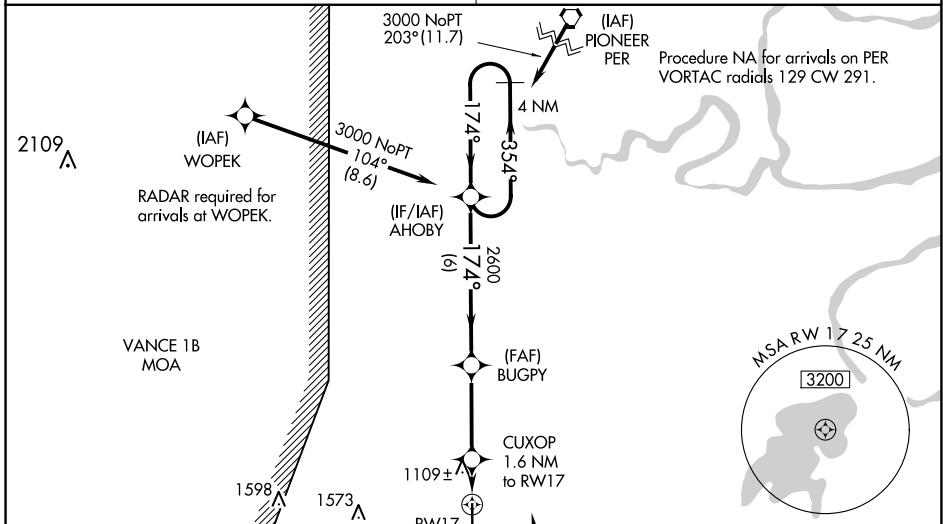 3000 NoPT
203°(11.7)
(IAF)
PIONEER
PER
Procedure NA for arrivals on PER
VORTAC radials 129 CW 291.
4 NM
174°
354°
2109
(IAF)
WOPEK
3000 NoPT
104°
(8.6)
RADAR required for
arrivals at WOPEK.
(IF/IAF)
AHOBY
2600
174°
(6)
VANCE 1B
MOA
(FAF)
BUGPY
MSA RW 17 25 NM
3200
CUXOP
1.6 NM
to RW17
1109±
1598
1573
RW17